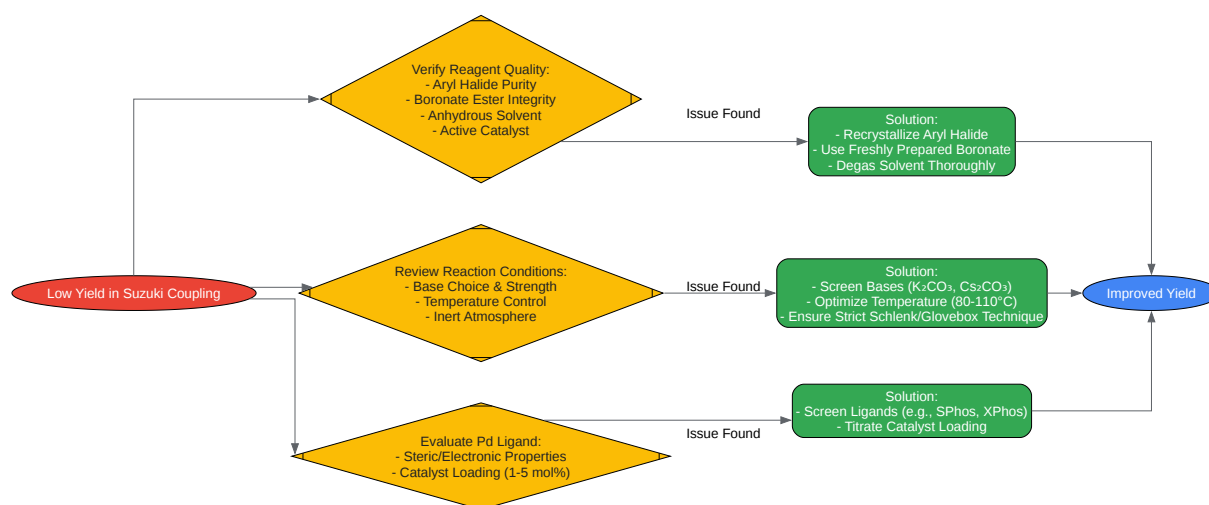 Verify Reagent Quality:
- Aryl Halide Purity
- Boronate Ester Integrity
- Anhydrous Solvent
- Active Catalyst
Issue Found
Solution:
- Recrystallize Aryl Halide
- Use Freshly Prepared Boronate
- Degas Solvent Thoroughly
Low Yield in Suzuki Coupling
Review Reaction Conditions:
- Base Choice & Strength
- Temperature Control
- Inert Atmosphere
Issue Found
Solution:
- Screen Bases (K₂CO₃, Cs₂CO₃)
- Optimize Temperature (80-110°C)
- Ensure Strict Schlenk/Glovebox Technique
Improved Yield
Evaluate Pd Ligand:
- Steric/Electronic Properties
- Catalyst Loading (1-5 mol%)
Issue Found
Solution:
- Screen Ligands (e.g., SPhos, XPhos)
- Titrate Catalyst Loading